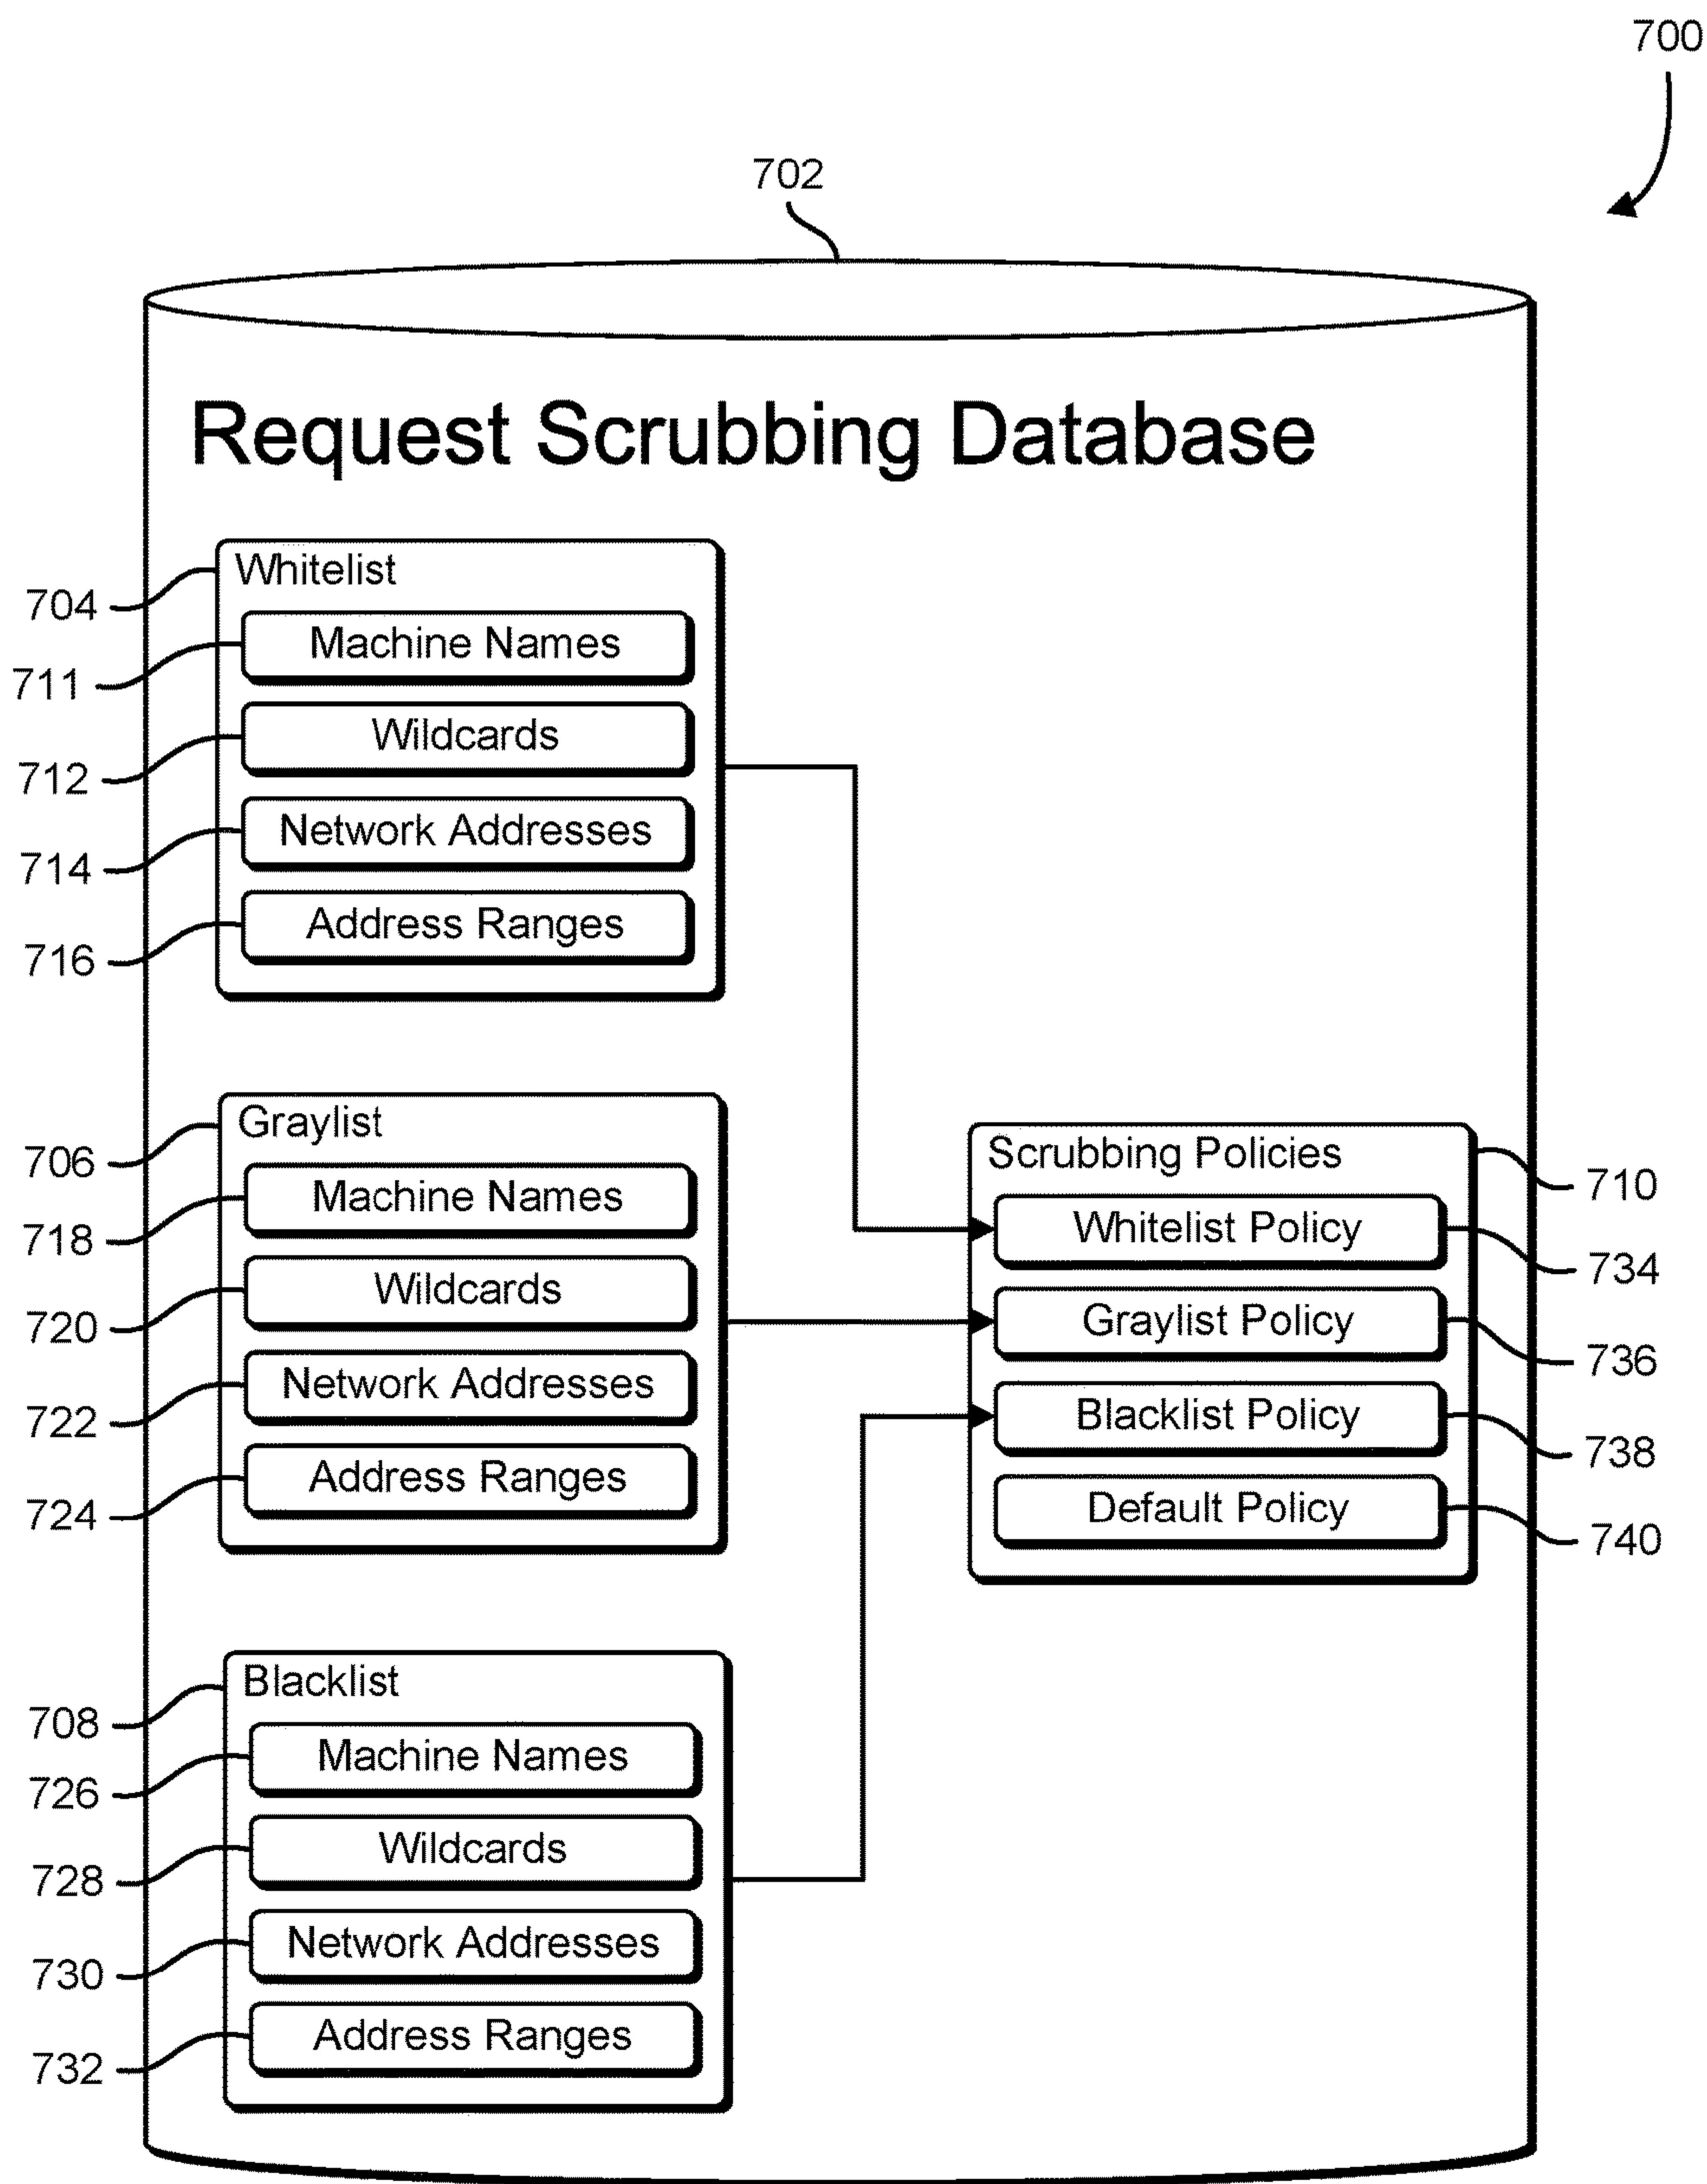 700
702
Request Scrubbing Database
Whitelist
704
Machine Names
711
Wildcards
712
Network Addresses
714
Address Ranges
716
Graylist
706
Machine Names
718
Wildcards
720
Network Addresses
722
Address Ranges
724
Scrubbing Policies
710
Whitelist Policy
734
Graylist Policy
736
Blacklist Policy
738
Default Policy
740
Blacklist
708
Machine Names
726
Wildcards
728
Network Addresses
730
Address Ranges
732